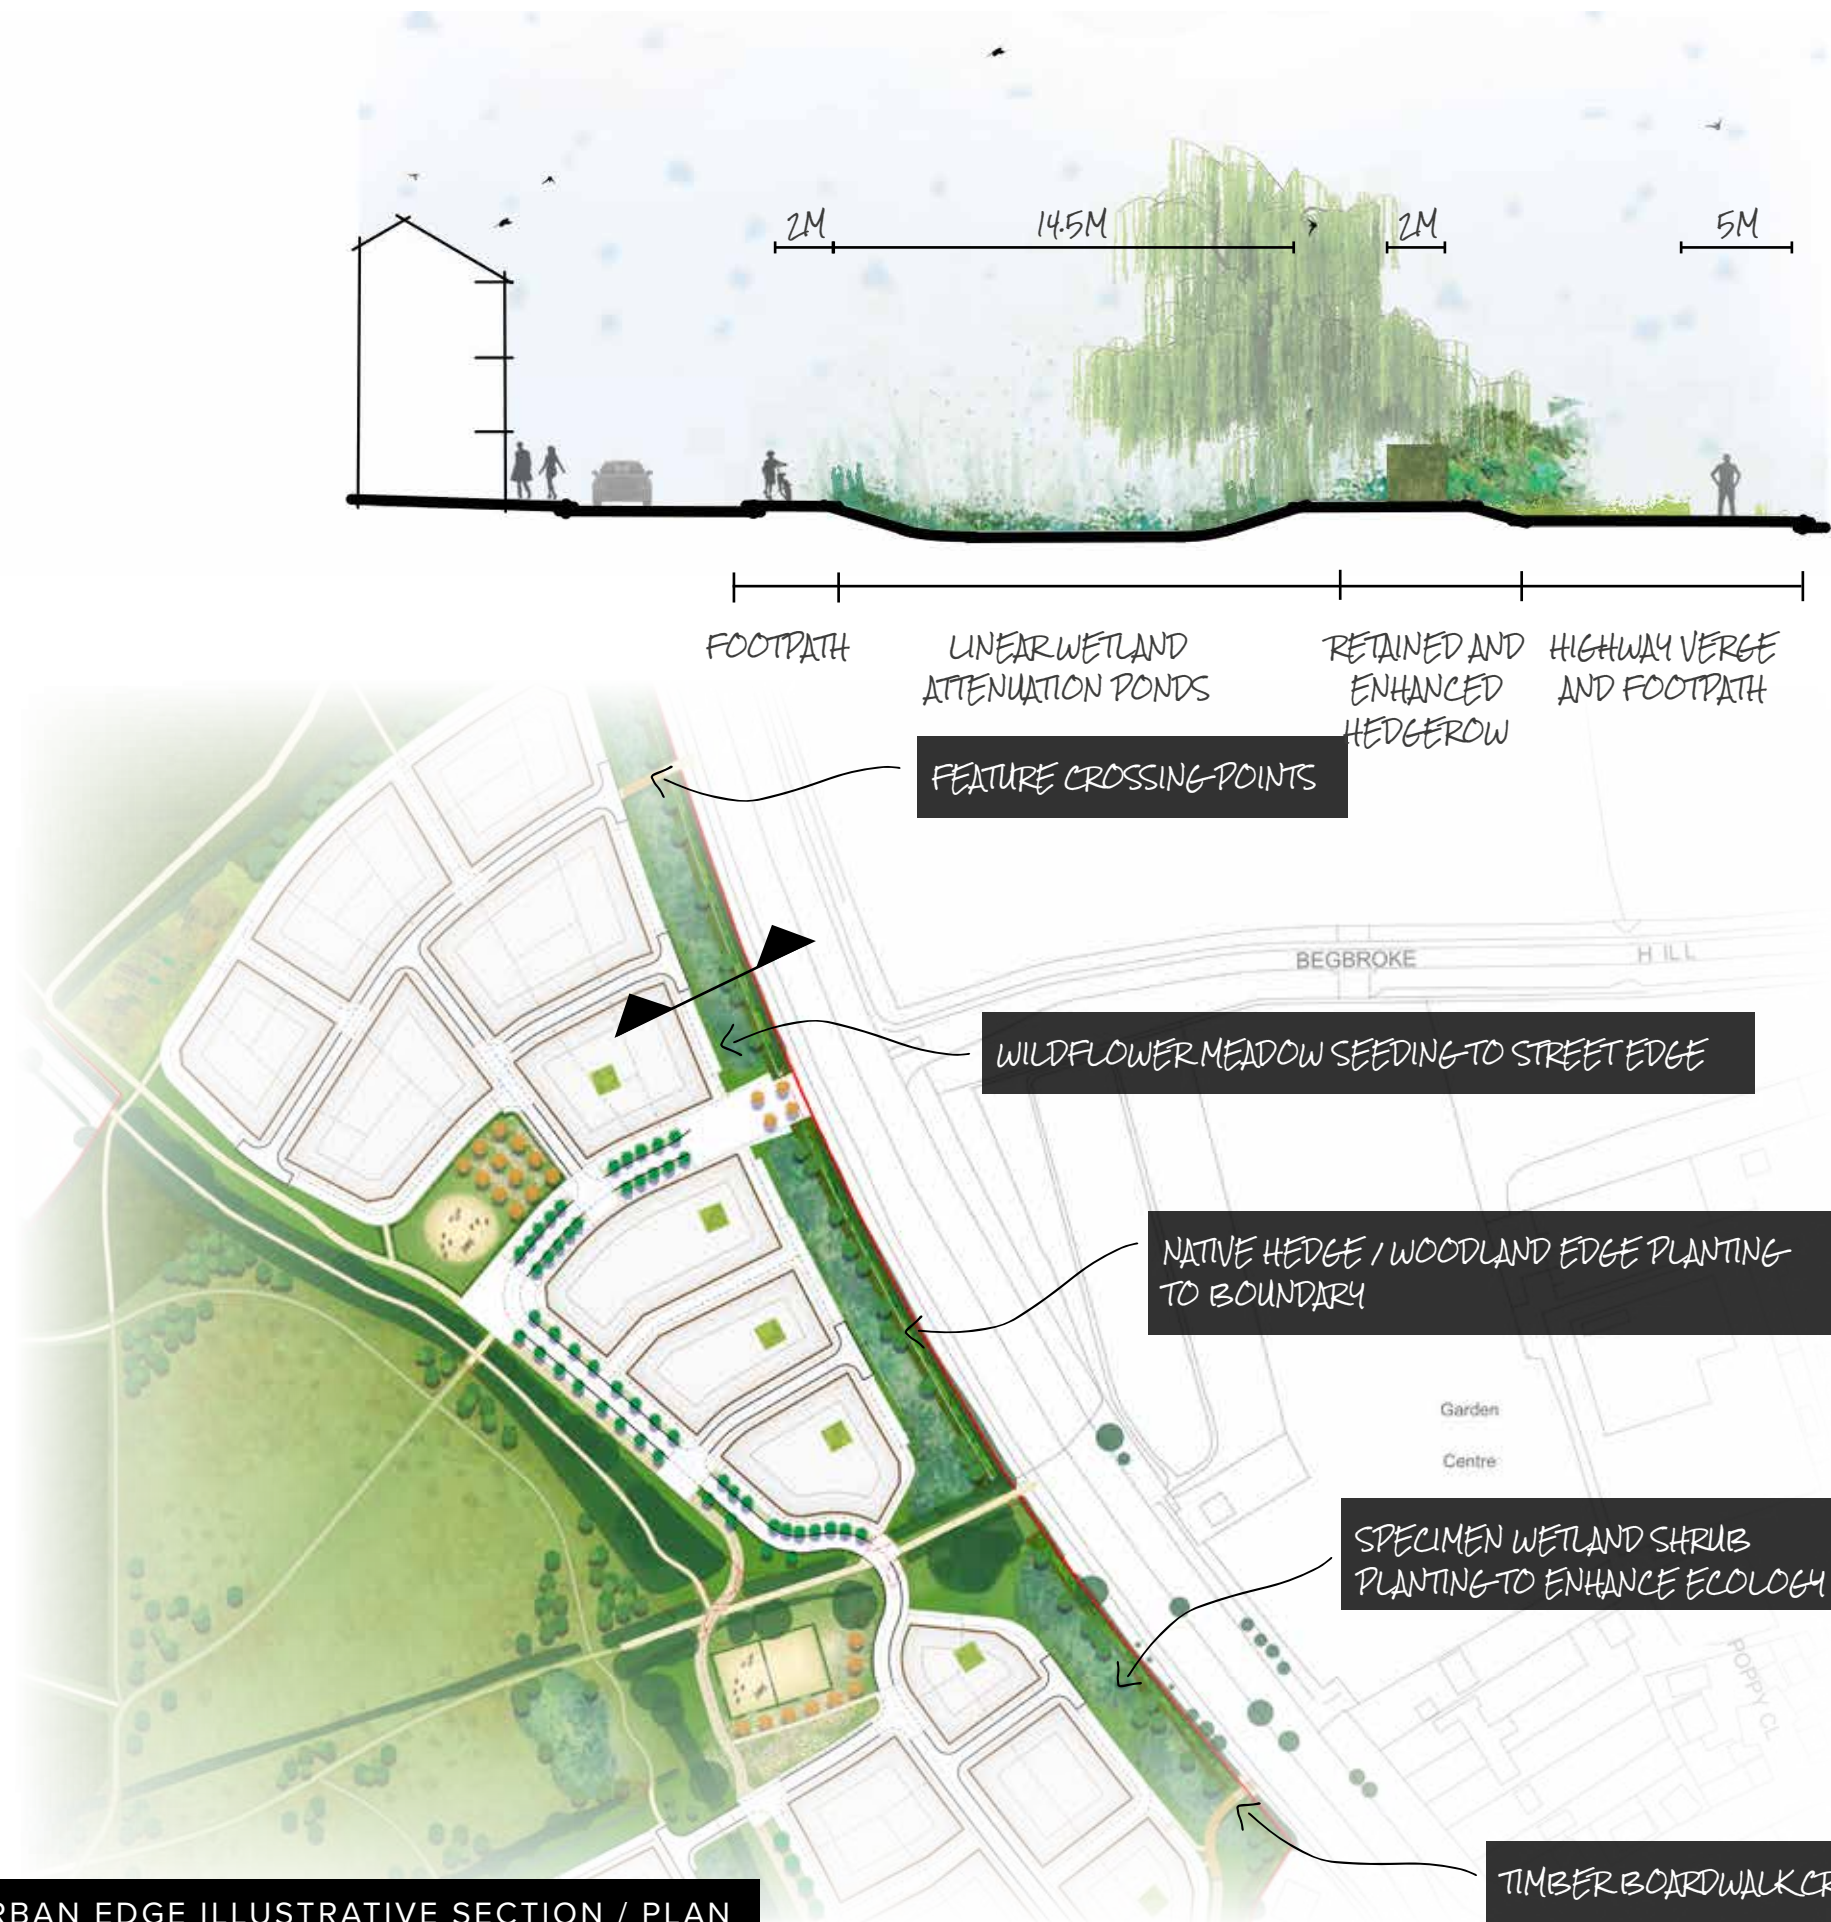 2M 14.5M 2M 5M
FOOTPATH
LINEAR WETLAND
ATTENUATION PONDS
RETAINED AND
ENHANCED
HEDGEROW
HIGHWAY VERGE
AND FOOTPATH
FEATURE CROSSING POINTS
BEGBROKE HILL
WILDFLOWER MEADOW SEEDING TO STREET EDGE
NATIVE HEDGE / WOODLAND EDGE PLANTING
TO BOUNDARY
Garden
Centre
SPECIMEN WETLAND SHRUB
PLANTING TO ENHANCE ECOLOGY
POPPY CL
TIMBER BOARDWALK CR
RBAN EDGE ILLUSTRATIVE SECTION / PLAN